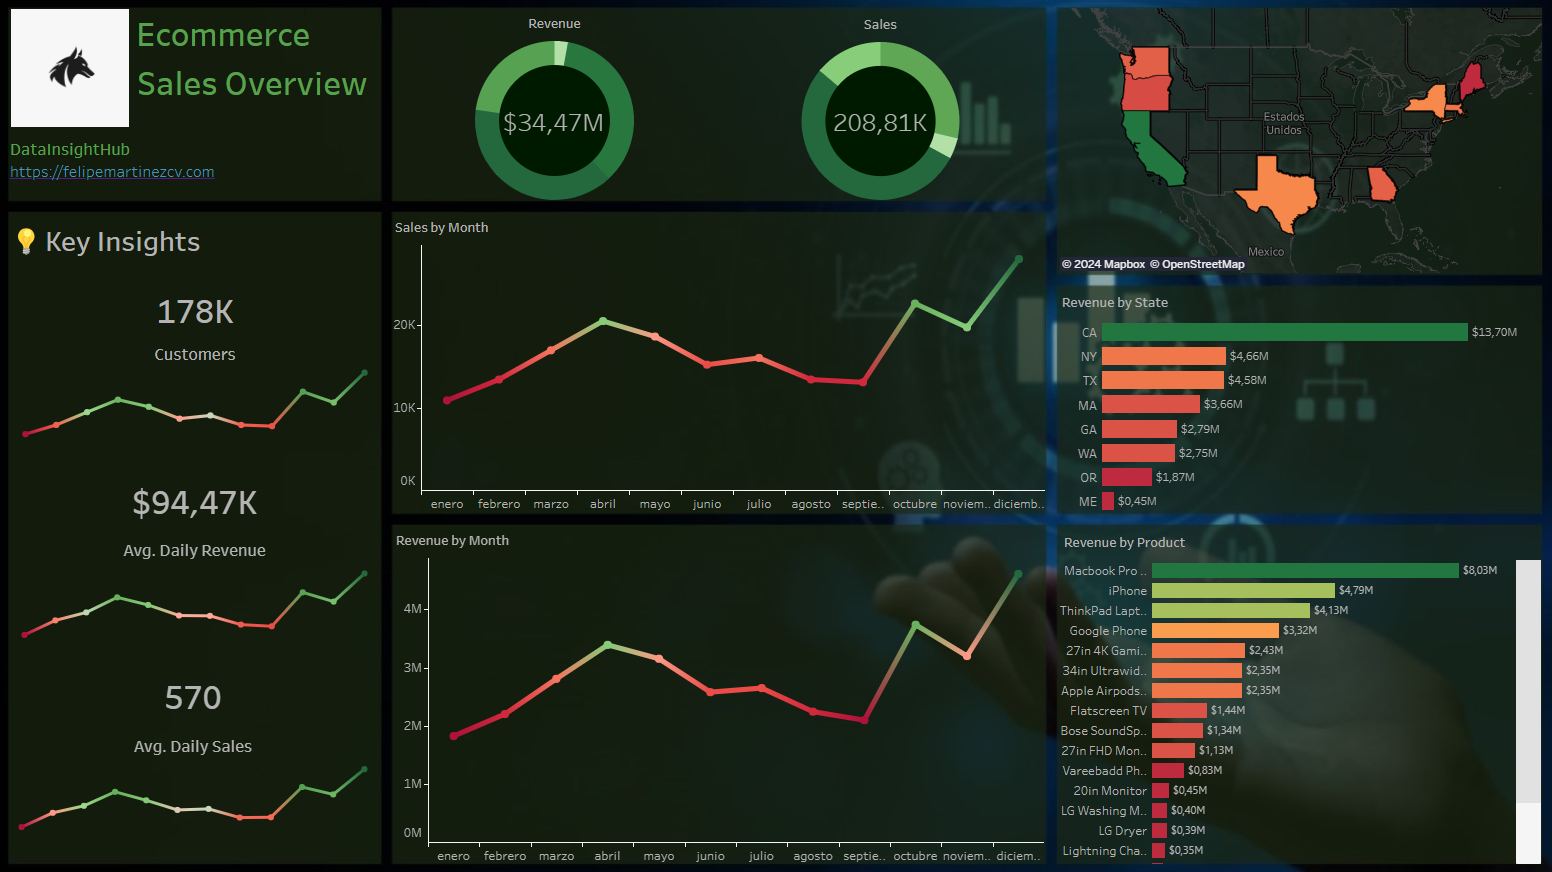 Ecommerce
Sales Overview
DataInsightHub
https://felipemartinezcv.com
💡 Key Insights
178K
Customers
$94,47K
Avg. Daily Revenue
570
Avg. Daily Sales
Revenue
$34,47M
Sales
208,81K
Sales by Month
20K
10K
0K
enero febrero marzo abril mayo junio julio agosto septie.. octubre noviem.. diciemb..
Revenue by Month
4M
3M
2M
1M
0M
enero febrero marzo abril mayo junio julio agosto septie.. octubre noviem.. diciem..
Estados
Unidos
Mexico
© 2024 Mapbox © OpenStreetMap
Revenue by State
CA $13,70M
NY $4,66M
TX $4,58M
MA $3,66M
GA $2,79M
WA $2,75M
OR $1,87M
ME $0,45M
Revenue by Product
Macbook Pro .. $8,03M
iPhone $4,79M
ThinkPad Lapt.. $4,13M
Google Phone $3,32M
27in 4K Gami.. $2,43M
34in Ultrawid.. $2,35M
Apple Airpods.. $2,35M
Flatscreen TV $1,44M
Bose SoundSp.. $1,34M
27in FHD Mon.. $1,13M
Vareebadd Ph.. $0,83M
20in Monitor $0,45M
LG Washing M.. $0,40M
LG Dryer $0,39M
Lightning Cha.. $0,35M